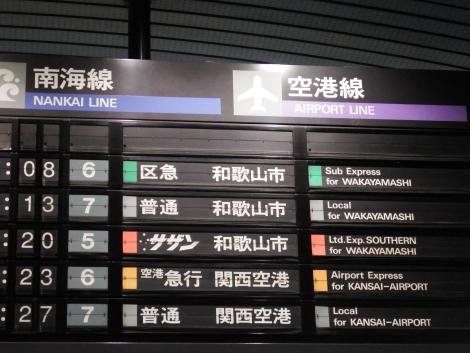 南海線 空港線
NANKAI LINE AIRPORT LINE
:08 6 区急 和歌山市 Sub Express
for WAKAYAMASHI
:13 7 普通 和歌山市 Local
for WAKAYAMASHI
:20 5 サザン 和歌山市 Ltd.Exp.SOUTHERN
for WAKAYAMASHI
:23 6 空港急行 関西空港 Airport Express
for KANSAI-AIRPORT
:27 7 普通 関西空港 Local
for KANSAI-AIRPORT